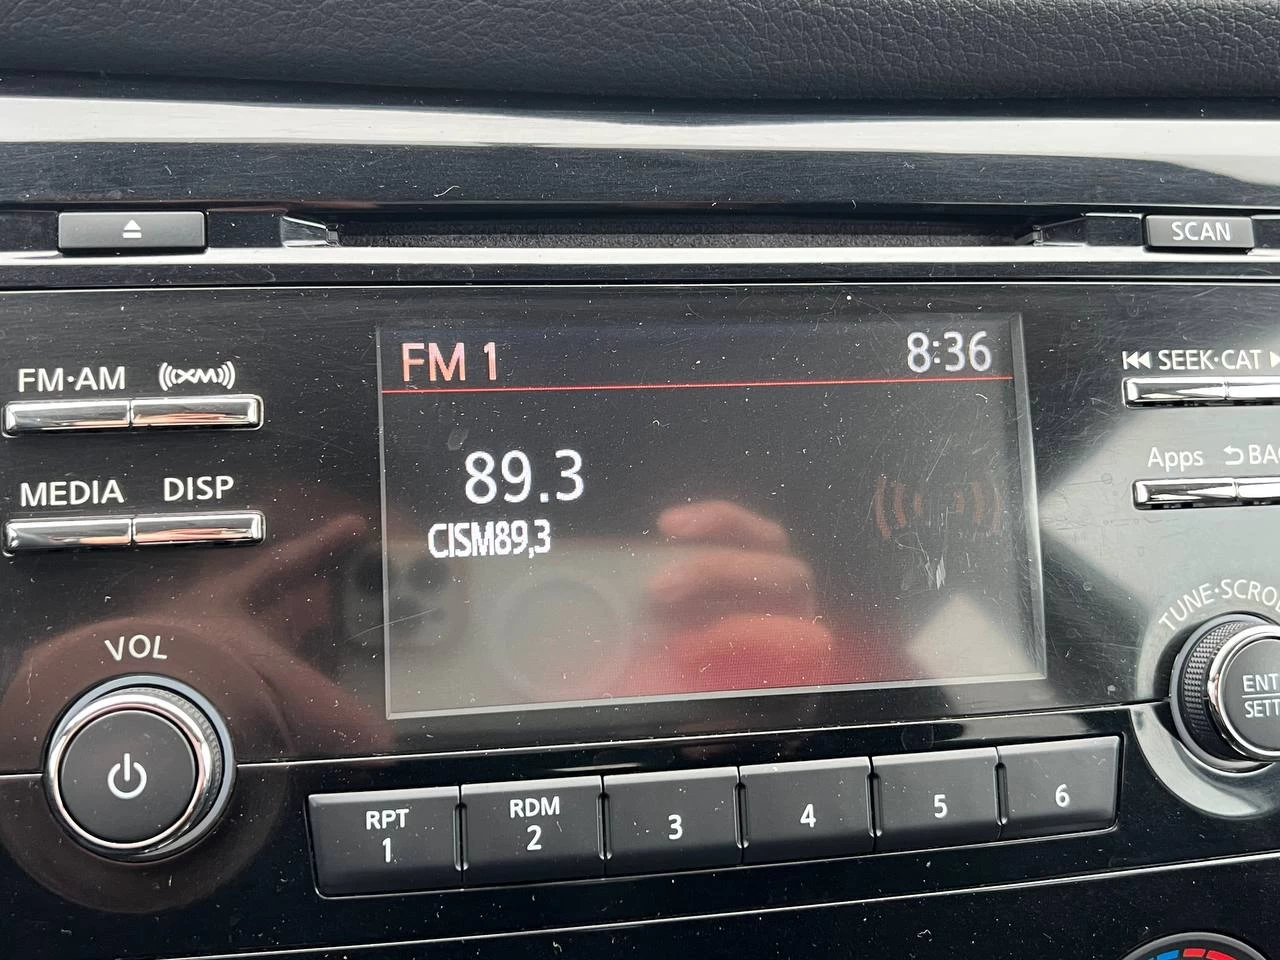 SCAN
FM·AM
XM
MEDIA
DISP
VOL
FM 1
8:36
89.3
CISM89,3
SEEK·CAT
Apps
RPT
1
RDM
2
3
4
5
6